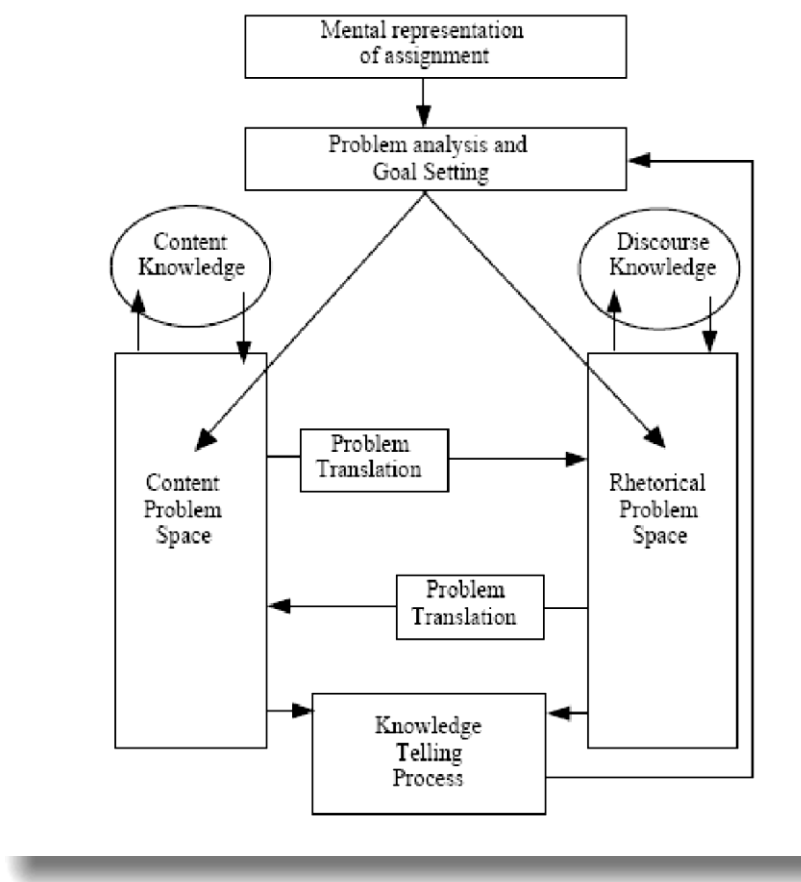 Mental representation
of assignment
Problem analysis and
Goal Setting
Content
Knowledge
Discourse
Knowledge
Problem
Translation
Content
Problem
Space
Rhetorical
Problem
Space
Problem
Translation
Knowledge
Telling
Process